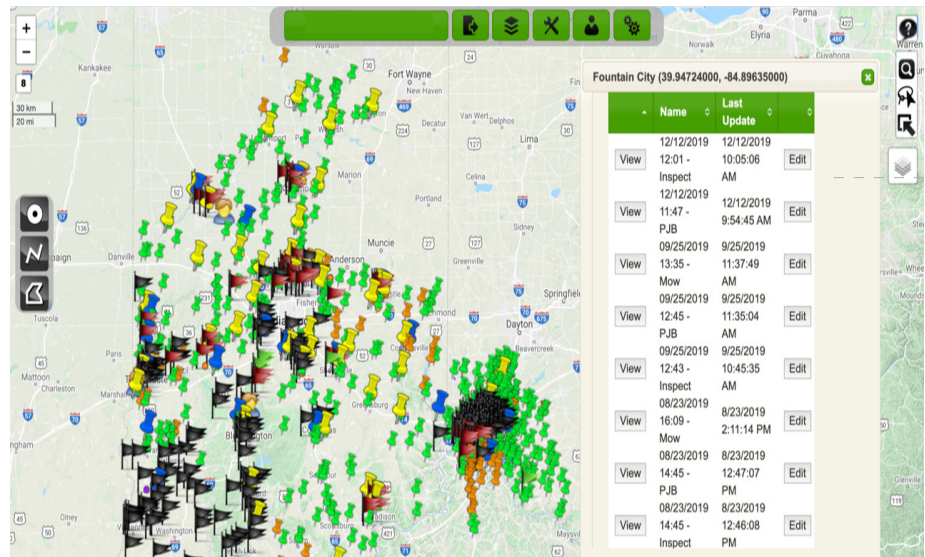 +
−
8
30 km
20 mi
Kankakee
Warsaw
Fort Wayne
New Haven
Decatur
Van Wert
Delphos
Lima
Celina
Portland
Sidney
Marion
Muncie
Anderson
Greenville
Springfield
Dayton
Beavercreek
Danville
Tuscola
Paris
Mattoon
Charleston
Olney
Washington
Norwalk
Elyria
Parma
Warren
Glenville
Fountain City (39.94724000, -84.89635000)
x
Name
Last
Update
View
12/12/2019
12:01 -
Inspect
12/12/2019
10:05:06
AM
Edit
View
12/12/2019
11:47 -
PJB
12/12/2019
9:54:45 AM
Edit
View
09/25/2019
13:35 -
Mow
9/25/2019
11:37:49
AM
Edit
View
09/25/2019
12:45 -
PJB
9/25/2019
11:35:04
AM
Edit
View
09/25/2019
12:43 -
Inspect
9/25/2019
10:45:35
AM
Edit
View
08/23/2019
16:09 -
Mow
8/23/2019
2:11:14 PM
Edit
View
08/23/2019
14:45 -
PJB
8/23/2019
12:47:07
PM
Edit
View
08/23/2019
14:45 -
Inspect
8/23/2019
12:46:08
PM
Edit